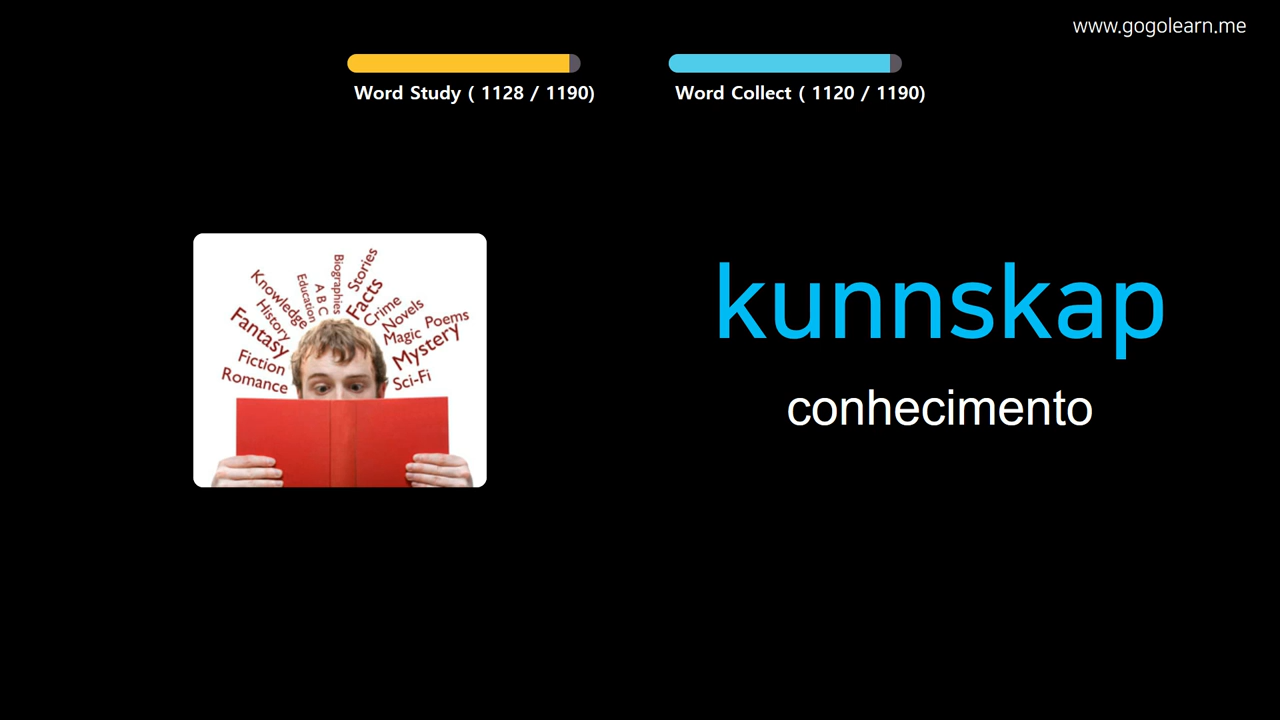 www.gogolearn.me
Word Study ( 1128 / 1190)
Word Collect ( 1120 / 1190)
Knowledge
History
Fantasy
Fiction
Romance
Education
A B C
Biographies
Stories
Facts
Crime
Novels
Magic
Poems
Mystery
Sci-Fi
kunnskap
conhecimento